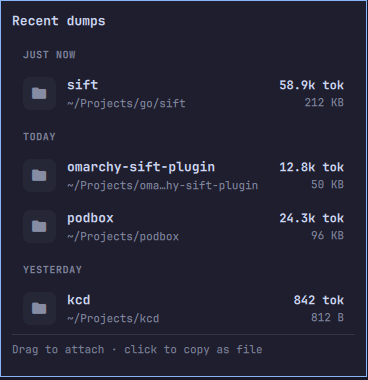 Recent dumps
JUST NOW
sift 58.9k tok
~/Projects/go/sift 212 KB
TODAY
omarchy-sift-plugin 12.8k tok
~/Projects/oma…hy-sift-plugin 50 KB
podbox 24.3k tok
~/Projects/podbox 96 KB
YESTERDAY
kcd 842 tok
~/Projects/kcd 812 B
Drag to attach · click to copy as file